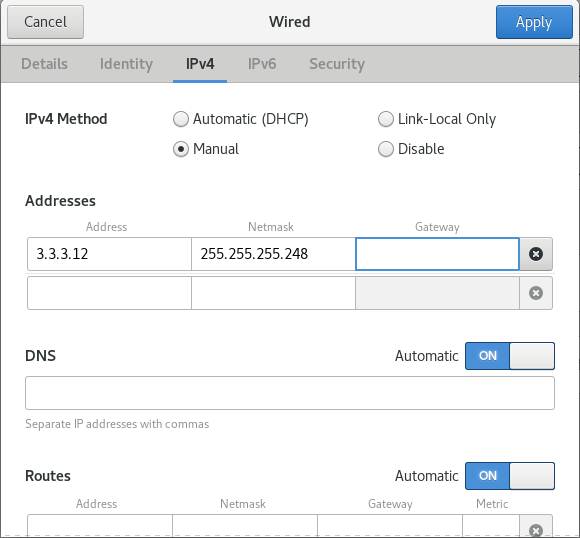 Cancel Wired Apply
Details Identity IPv4 IPv6 Security
IPv4 Method Automatic (DHCP) Link-Local Only
Manual Disable
Addresses
Address Netmask Gateway
3.3.3.12 255.255.255.248
DNS Automatic ON
Separate IP addresses with commas
Routes Automatic ON
Address Netmask Gateway Metric